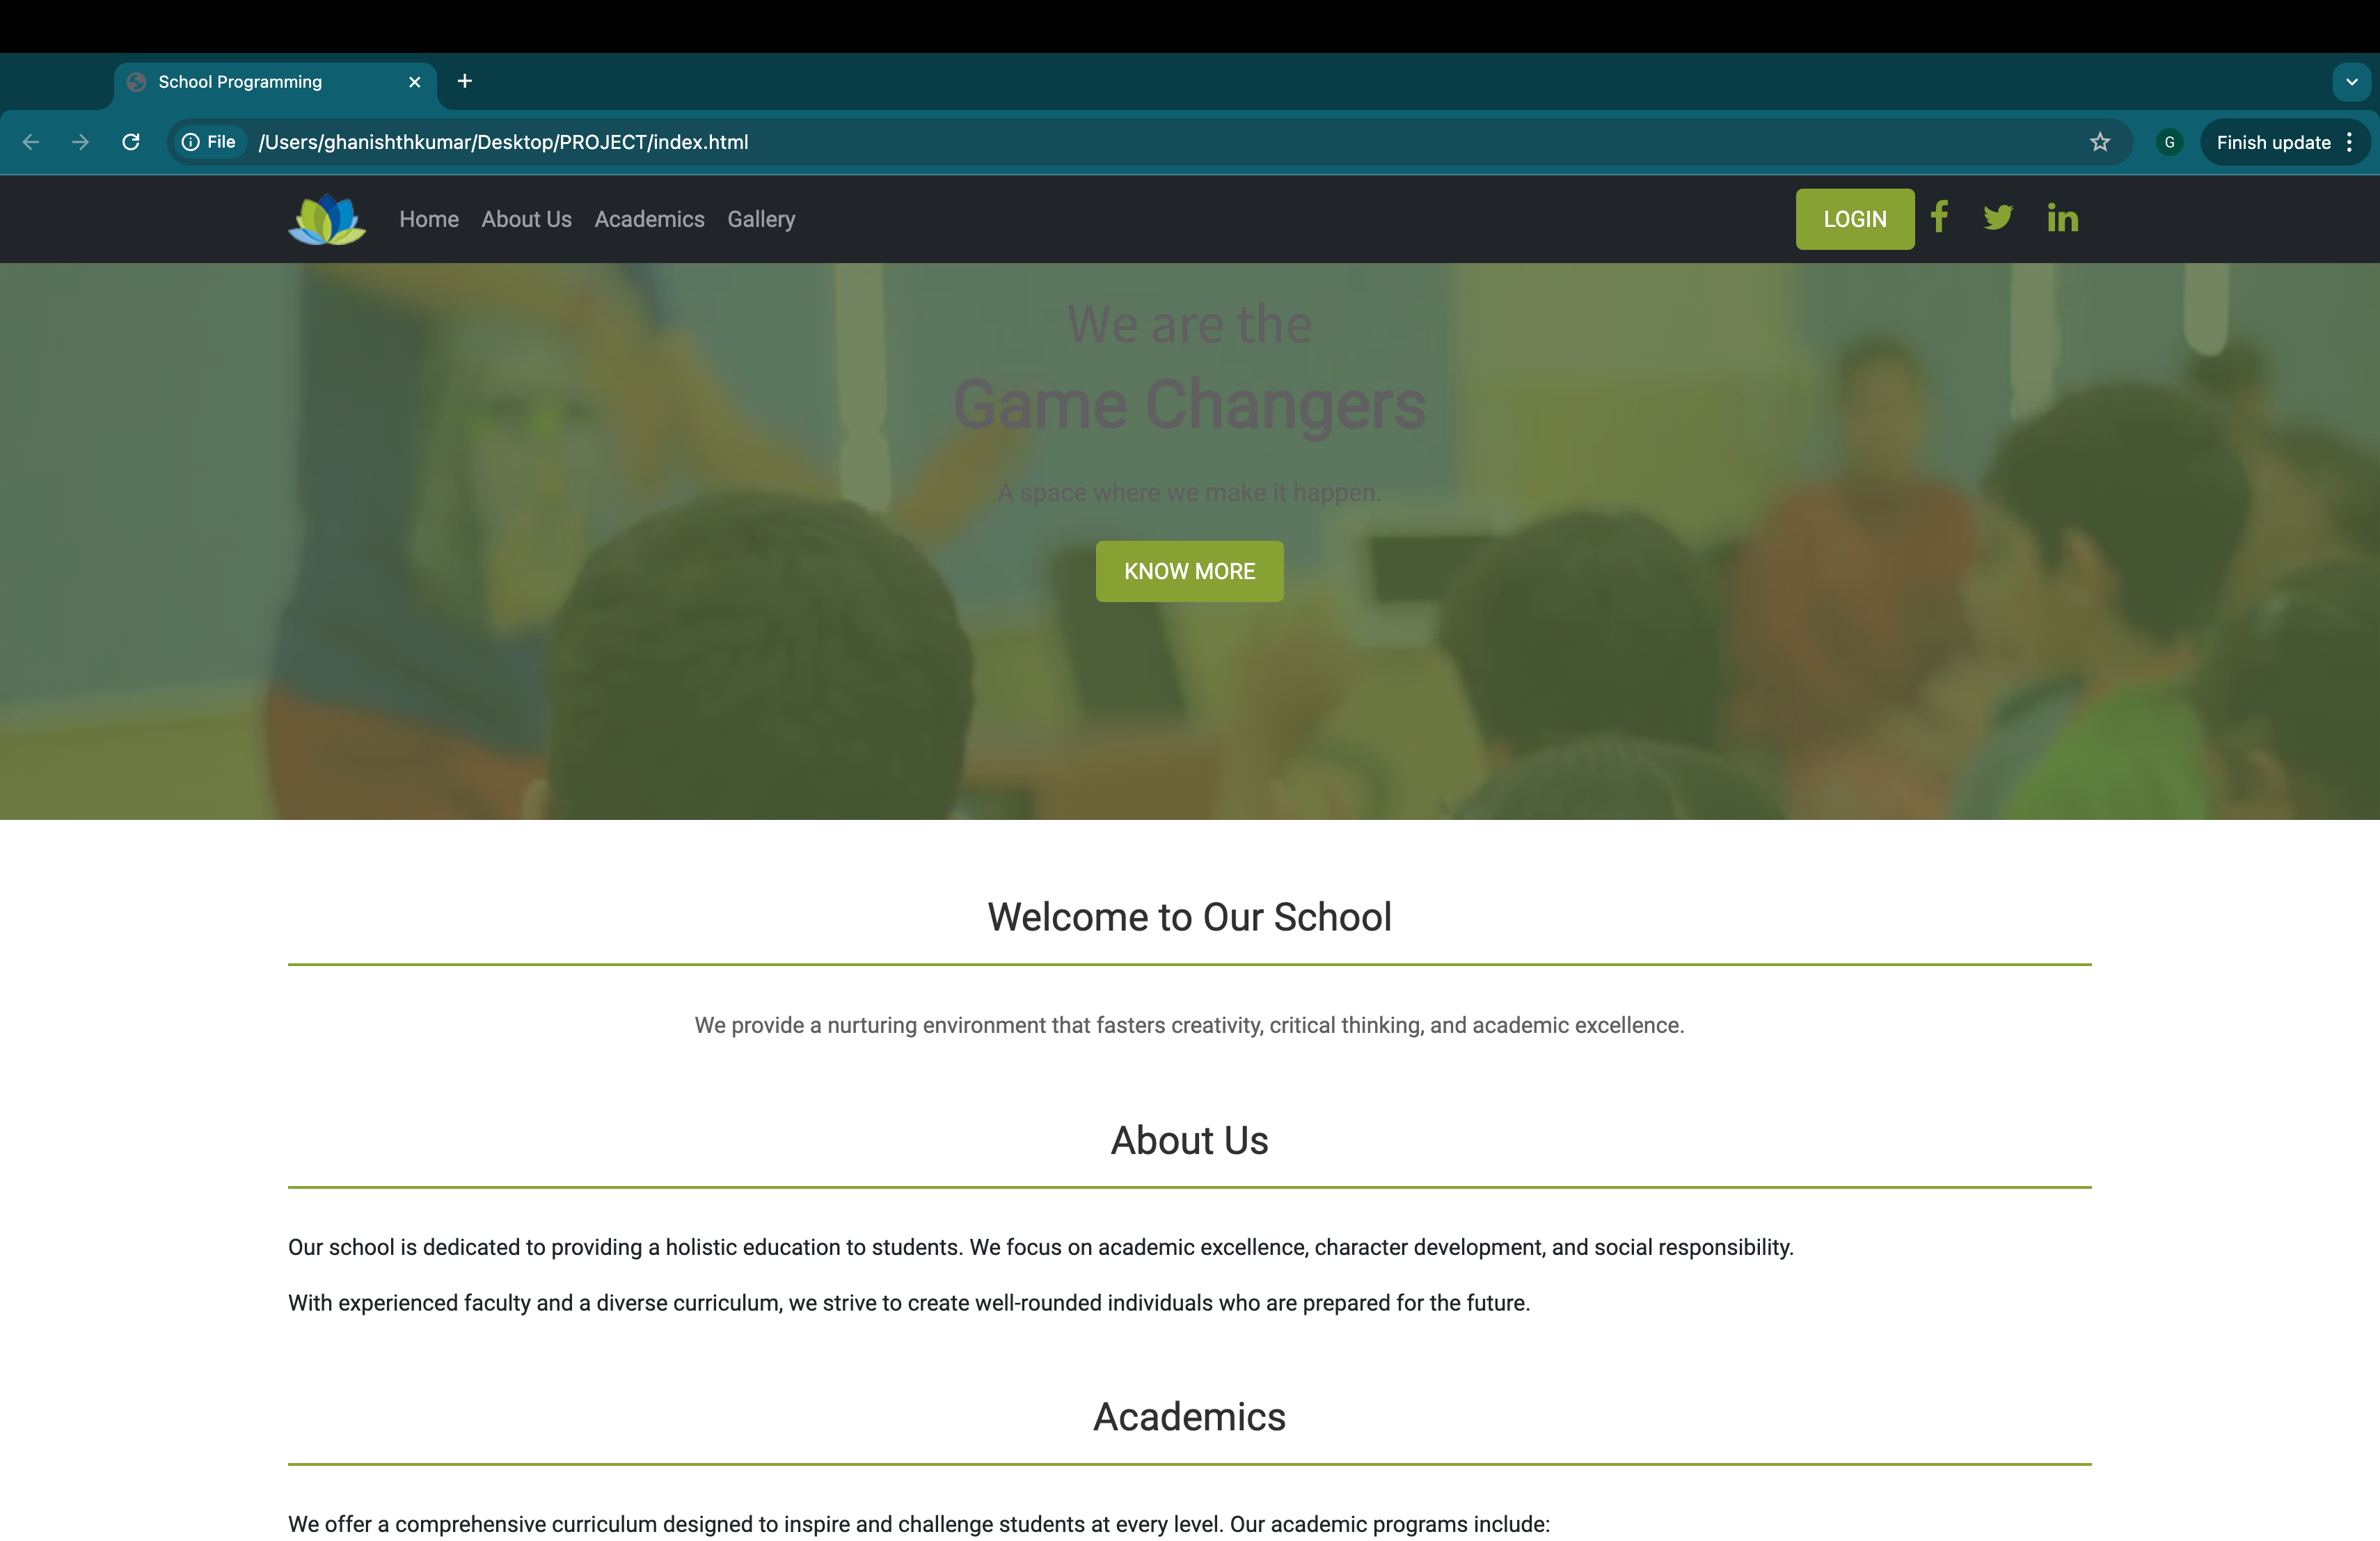 School Programming
File /Users/ghanishthkumar/Desktop/PROJECT/index.html G Finish update
Home About Us Academics Gallery LOGIN f in
We are the
Game Changers
A space where we make it happen.
KNOW MORE
Welcome to Our School
We provide a nurturing environment that fasters creativity, critical thinking, and academic excellence.
About Us
Our school is dedicated to providing a holistic education to students. We focus on academic excellence, character development, and social responsibility.
With experienced faculty and a diverse curriculum, we strive to create well-rounded individuals who are prepared for the future.
Academics
We offer a comprehensive curriculum designed to inspire and challenge students at every level. Our academic programs include: